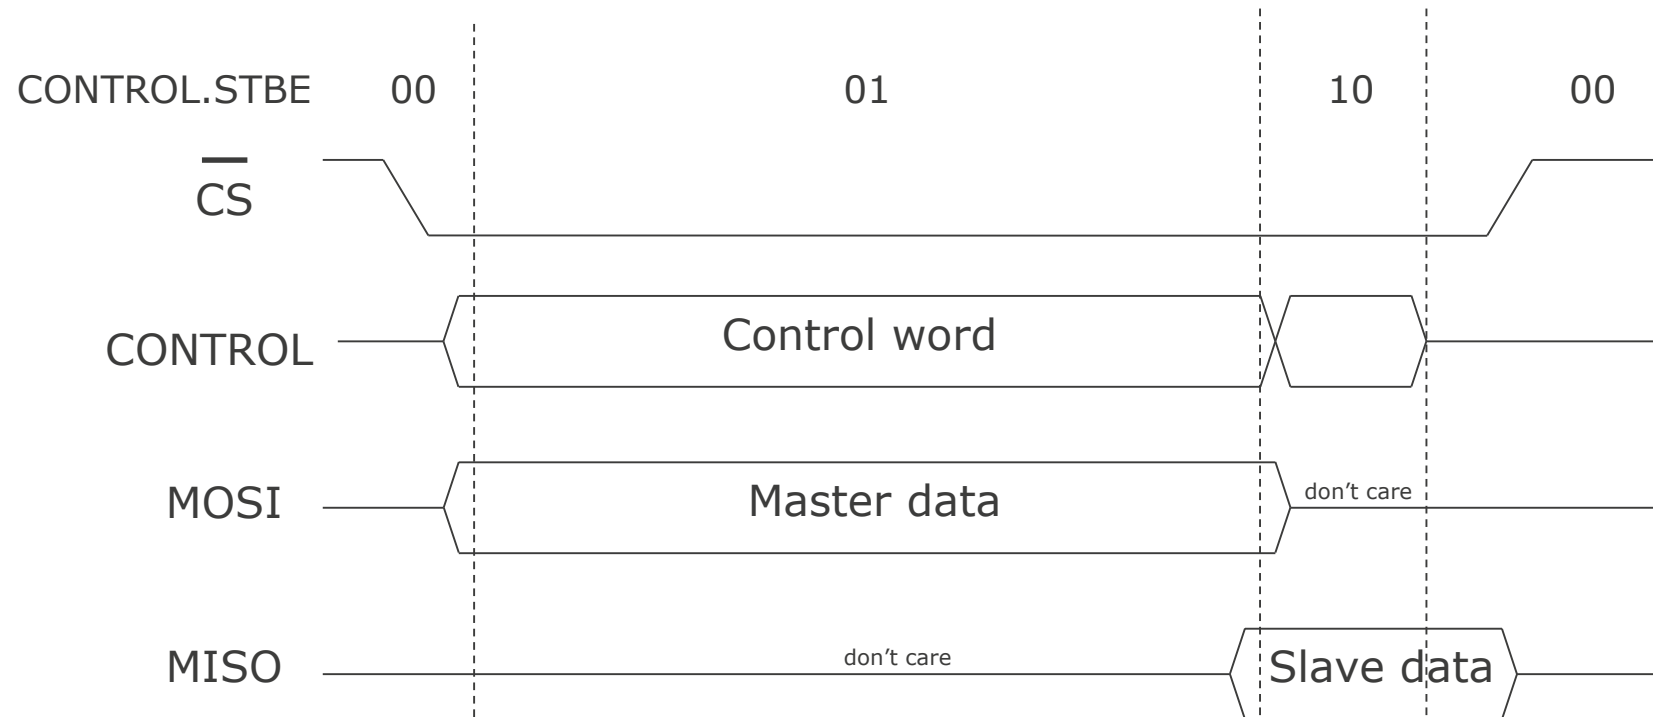 CONTROL.STBE 00 01 10 00
CS
CONTROL Control word
MOSI Master data don’t care
MISO don’t care Slave data